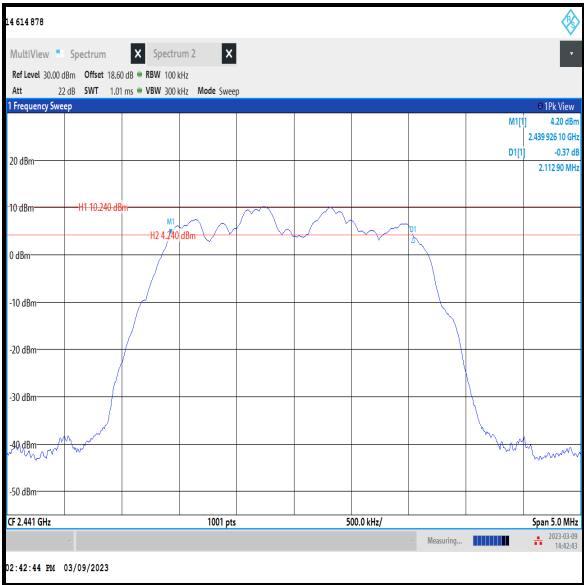 14 614 878
MultiView Spectrum X Spectrum 2 X
Ref Level 30.00 dBm Offset 18.60 dB RBW 100 kHz
Att 22 dB SWT 1.01 ms VBW 300 kHz Mode Sweep
1 Frequency Sweep 1Pk View
M1[1] 4.20 dBm
2.439 926 10 GHz
D1[1] -0.37 dB
2.112 90 MHz
20 dBm
10 dBm H1 10.240 dBm
M1
H2 4.240 dBm D1
0 dBm
-10 dBm
-20 dBm
-30 dBm
-40 dBm
-50 dBm
CF 2.441 GHz 1001 pts 500.0 kHz/ Span 5.0 MHz
Measuring... 2023-03-09
14:42:43
02:42:44 PM 03/09/2023